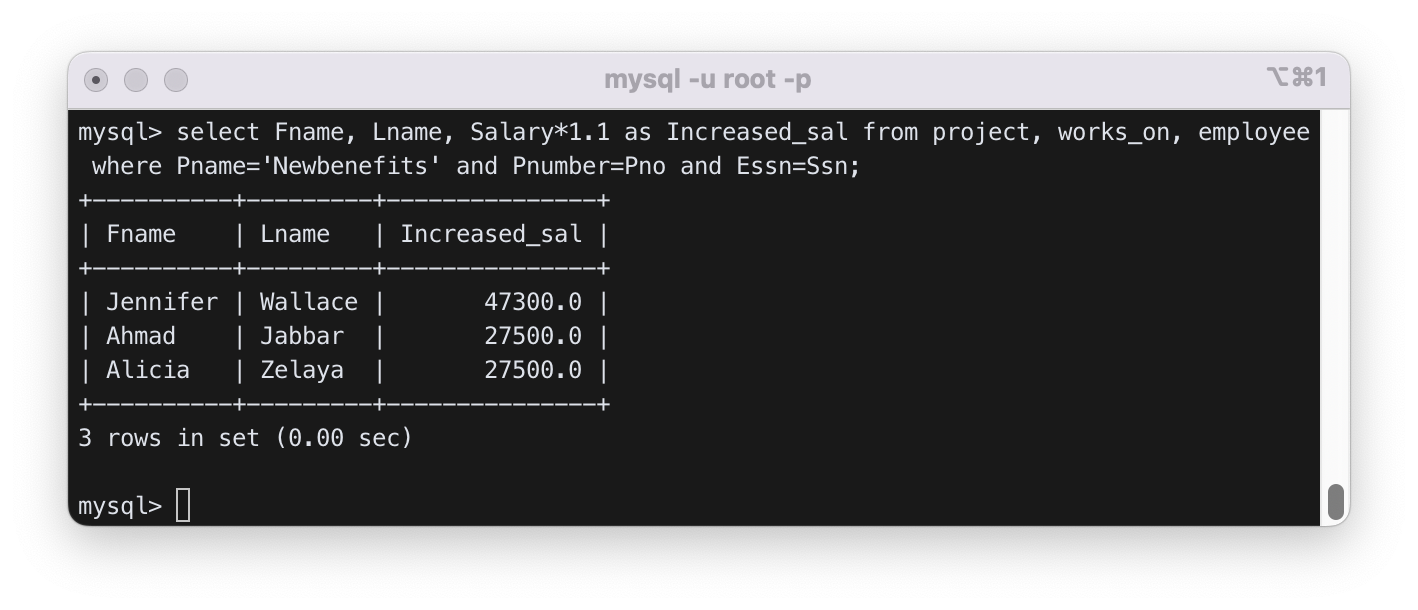 mysql -u root -p
⌥⌘1
mysql> select Fname, Lname, Salary*1.1 as Increased_sal from project, works_on, employee
 where Pname='Newbenefits' and Pnumber=Pno and Essn=Ssn;
+----------+---------+---------------+
| Fname    | Lname   | Increased_sal |
+----------+---------+---------------+
| Jennifer | Wallace |       47300.0 |
| Ahmad    | Jabbar  |       27500.0 |
| Alicia   | Zelaya  |       27500.0 |
+----------+---------+---------------+
3 rows in set (0.00 sec)
mysql>